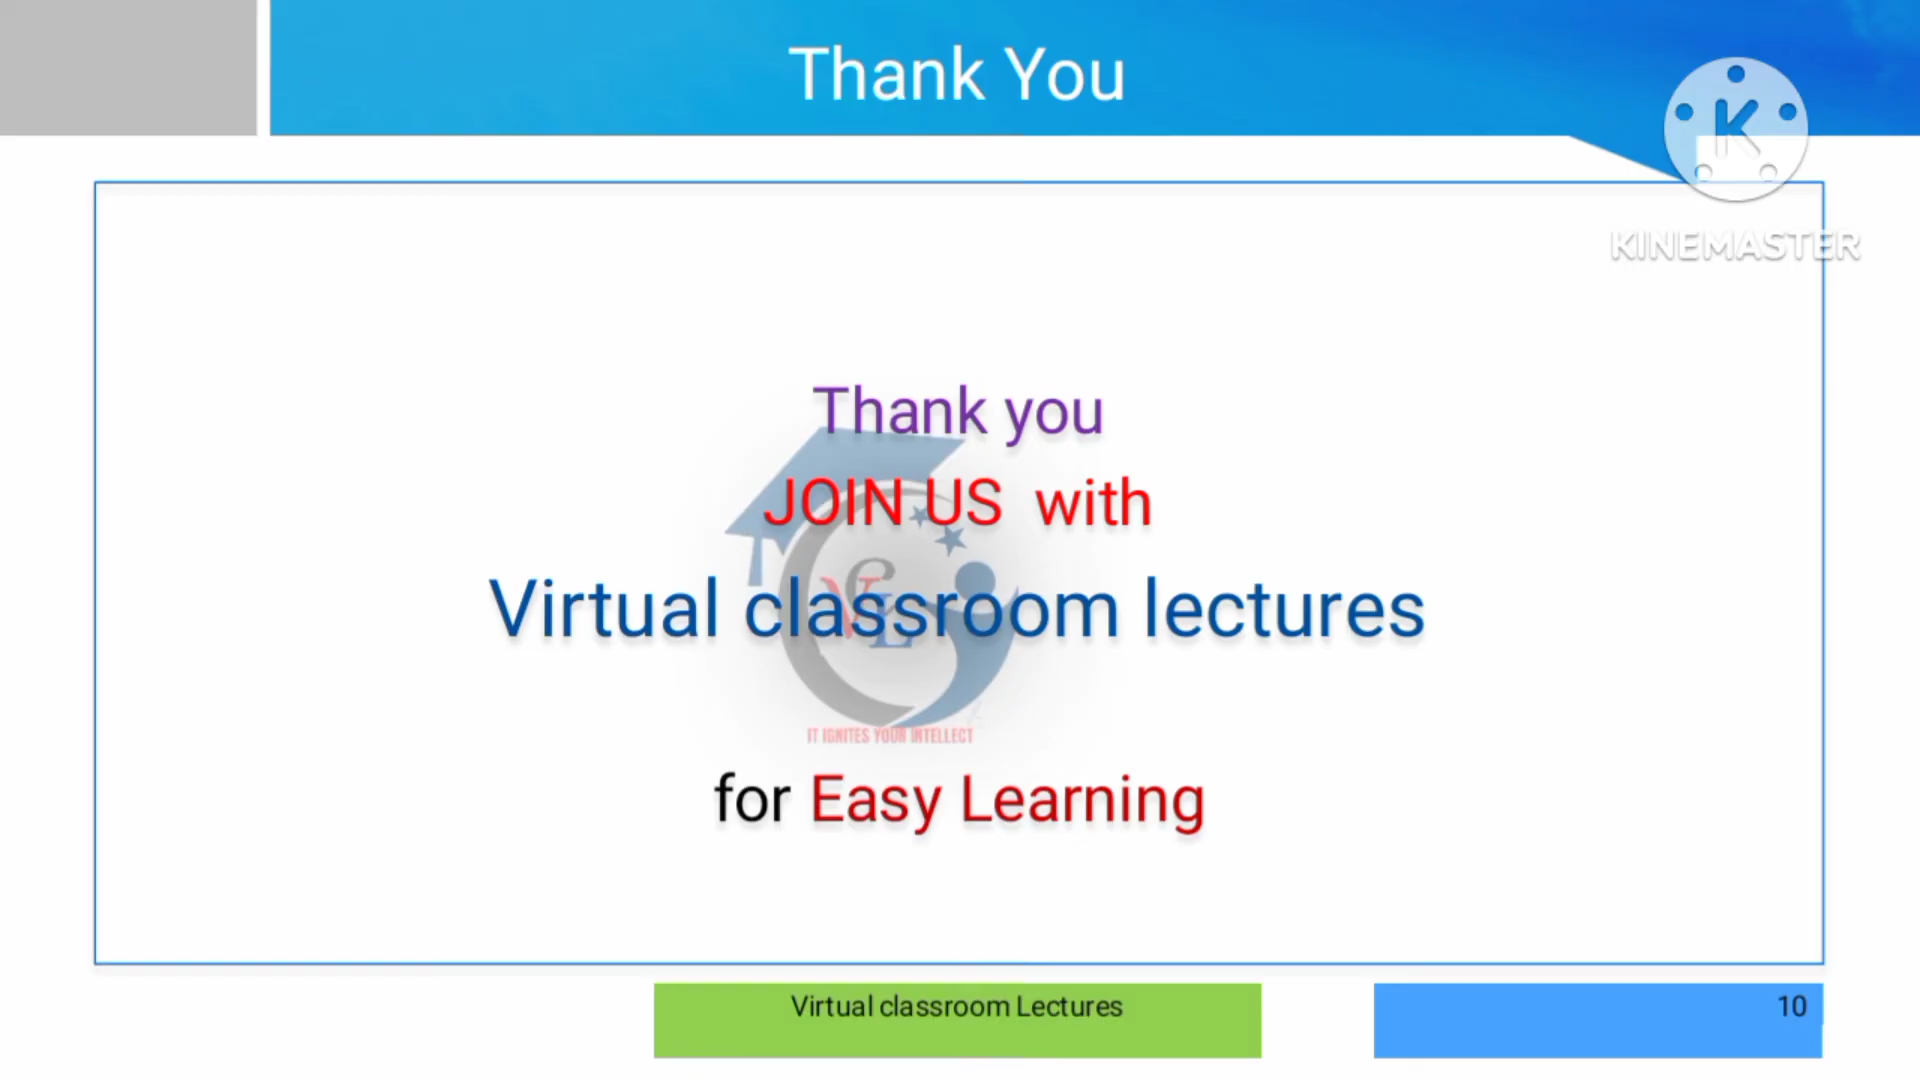 Thank You
K
KINEMASTER
Thank you
JOIN US with
Virtual classroom lectures
VCL
IT IGNITES YOUR INTELLECT
for Easy Learning
Virtual classroom Lectures
10